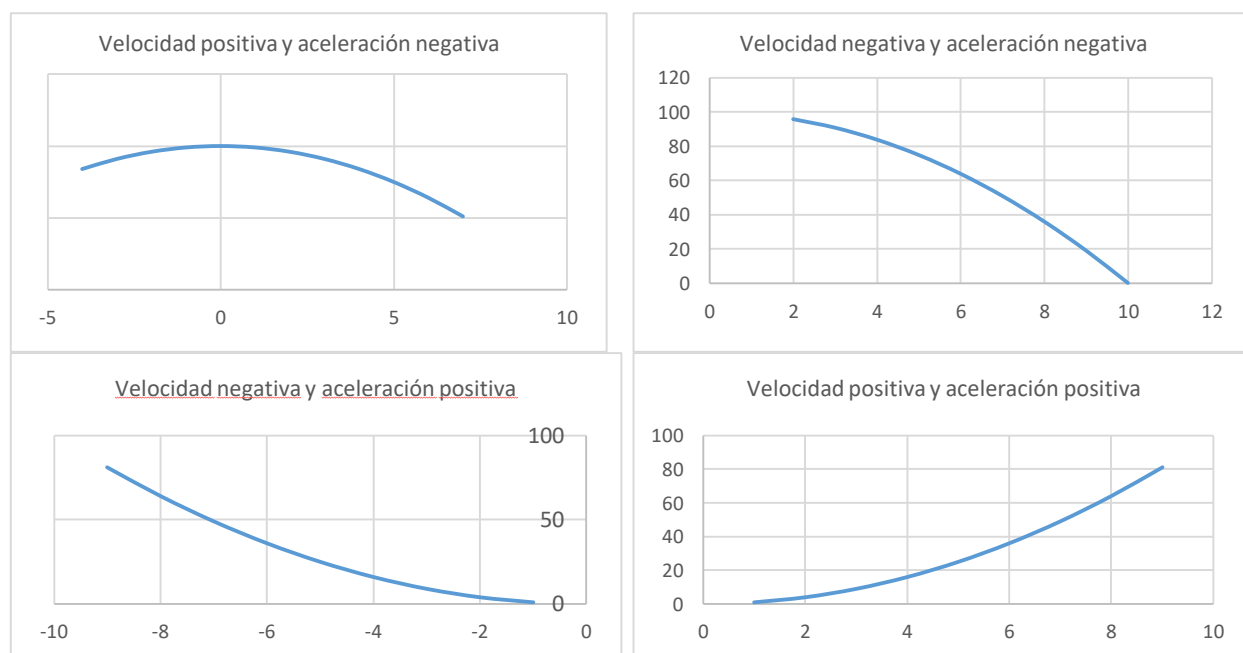 Velocidad positiva y aceleración negativa
-5 0 5 10
Velocidad negativa y aceleración negativa
120
100
80
60
40
20
0
0 2 4 6 8 10 12
Velocidad negativa y aceleración positiva
100
50
0
-10 -8 -6 -4 -2 0
Velocidad positiva y aceleración positiva
100
80
60
40
20
0
0 2 4 6 8 10